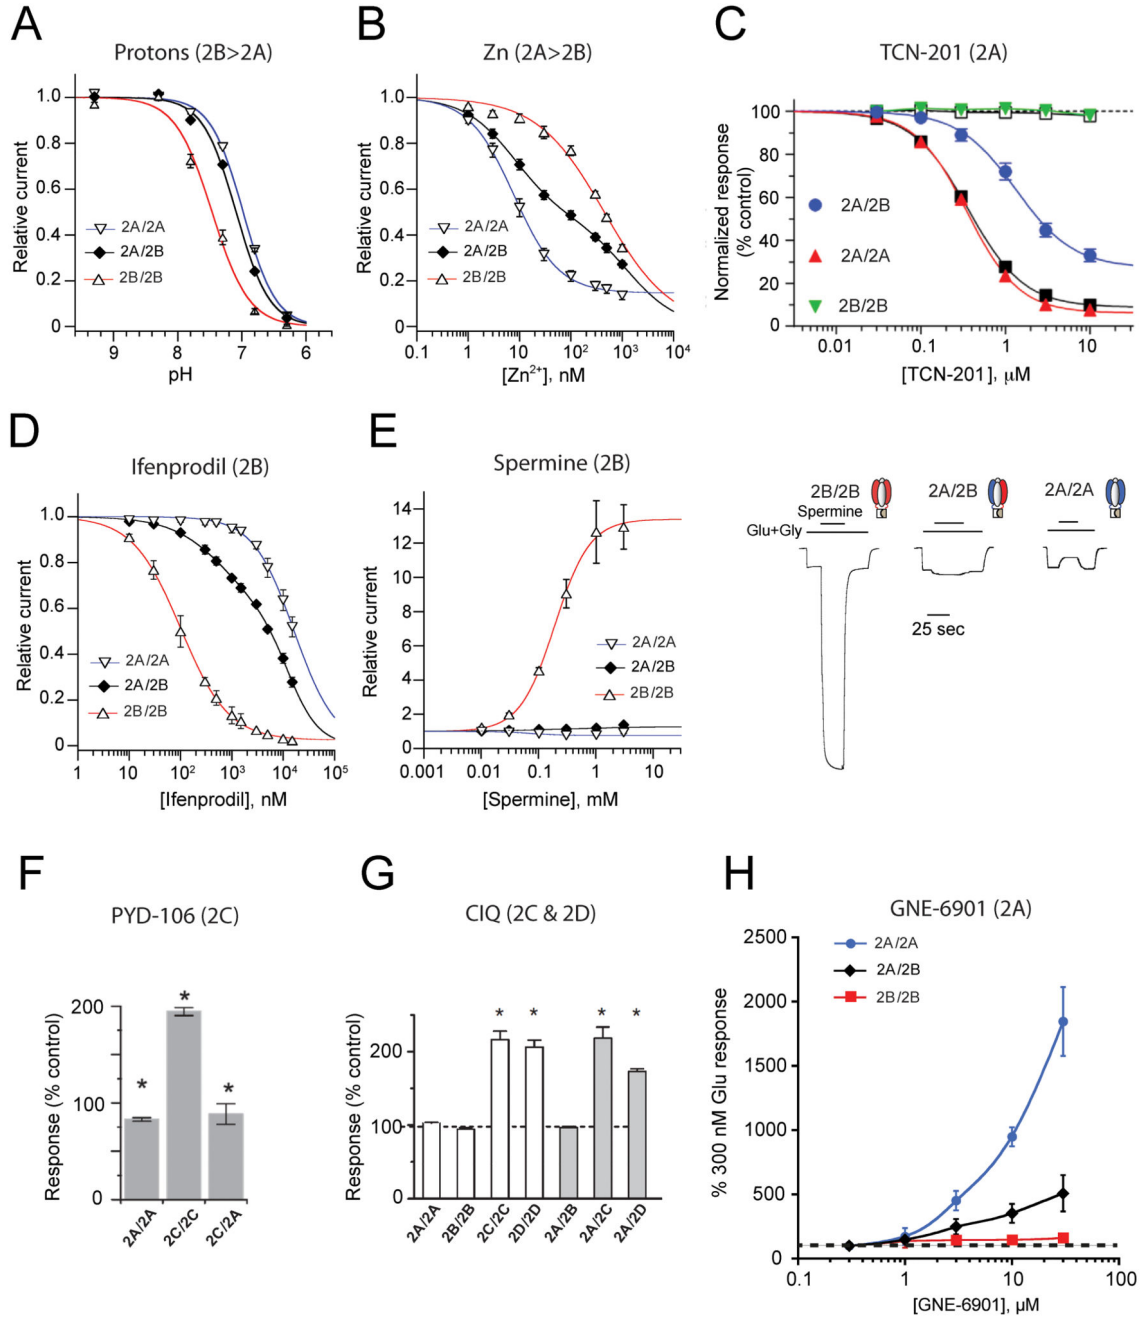 A
Protons (2B>2A)
Relative current
1.0
0.8
0.6
0.4
0.2
0
2A/2A
2A/2B
2B/2B
9 8 7 6
pH
B
Zn (2A>2B)
Relative current
1.0
0.8
0.6
0.4
0.2
0
2A/2A
2A/2B
2B/2B
0.1 1 10 10² 10³ 10⁴
[Zn²⁺], nM
C
TCN-201 (2A)
Normalized response
(% control)
100
80
60
40
20
0
2A/2B
2A/2A
2B/2B
0.01 0.1 1 10
[TCN-201], μM
D
Ifenprodil (2B)
Relative current
1.0
0.8
0.6
0.4
0.2
0
2A/2A
2A/2B
2B/2B
1 10 10² 10³ 10⁴ 10⁵
[Ifenprodil], nM
E
Spermine (2B)
Relative current
14
12
10
8
6
4
2
0
2A/2A
2A/2B
2B/2B
0.001 0.01 0.1 1 10
[Spermine], mM
2B/2B 2A/2B 2A/2A
Spermine
Glu+Gly
25 sec
F
PYD-106 (2C)
Response (% control)
200
100
0
* * *
2A/2A 2C/2C 2C/2A
G
CIQ (2C & 2D)
Response (% control)
200
100
0
* * * *
2A/2A 2B/2B 2C/2C 2D/2D 2A/2B 2A/2C 2A/2D
H
GNE-6901 (2A)
% 300 nM Glu response
2500
2000
1500
1000
500
0
2A/2A
2A/2B
2B/2B
0.1 1 10 100
[GNE-6901], μM